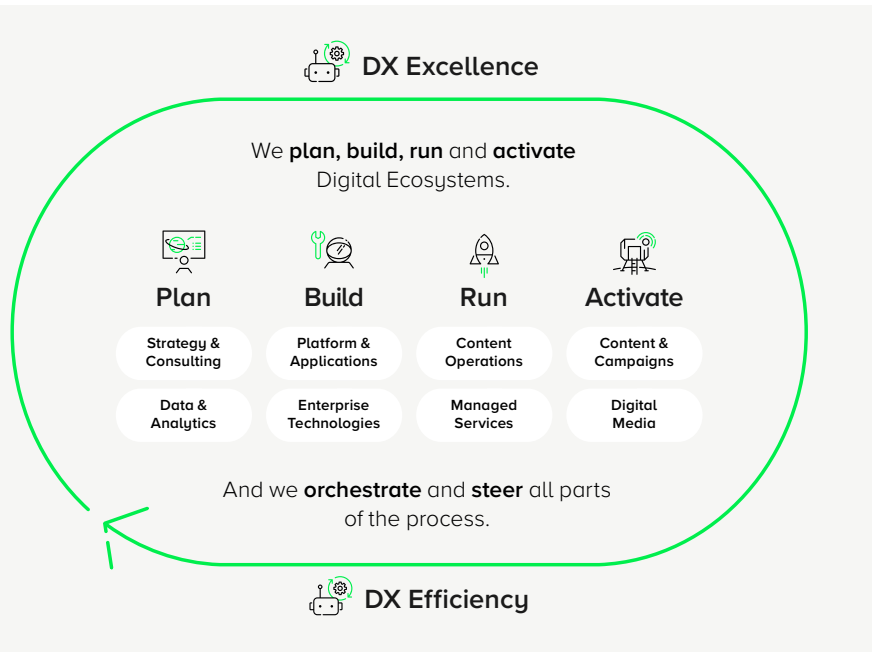 DX Excellence
We plan, build, run and activate
Digital Ecosystems.
Plan
Build
Run
Activate
Strategy &
Consulting
Platform &
Applications
Content
Operations
Content &
Campaigns
Data &
Analytics
Enterprise
Technologies
Managed
Services
Digital
Media
And we orchestrate and steer all parts
of the process.
DX Efficiency